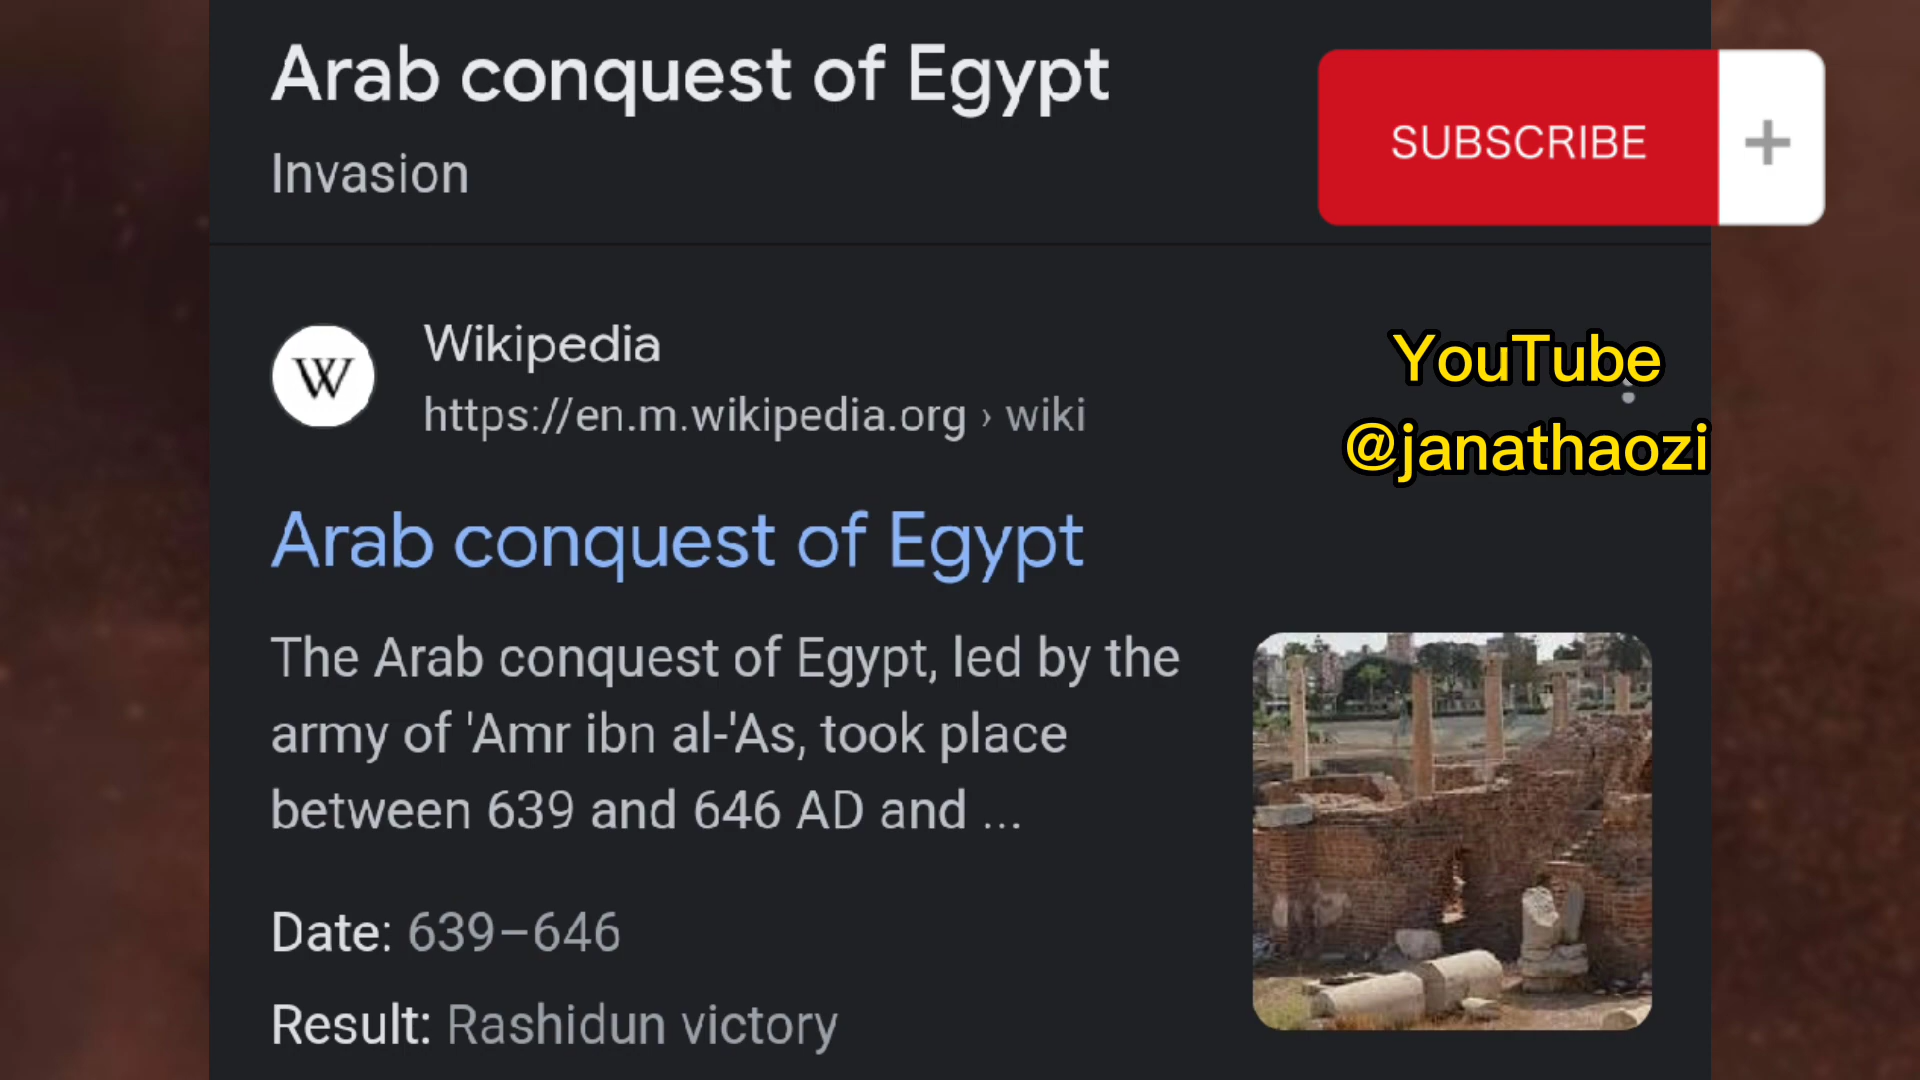 Arab conquest of Egypt
Invasion
SUBSCRIBE +
W
Wikipedia
https://en.m.wikipedia.org › wiki
YouTube
@janathaozi
Arab conquest of Egypt
The Arab conquest of Egypt, led by the
army of 'Amr ibn al-'As, took place
between 639 and 646 AD and ...
Date: 639–646
Result: Rashidun victory